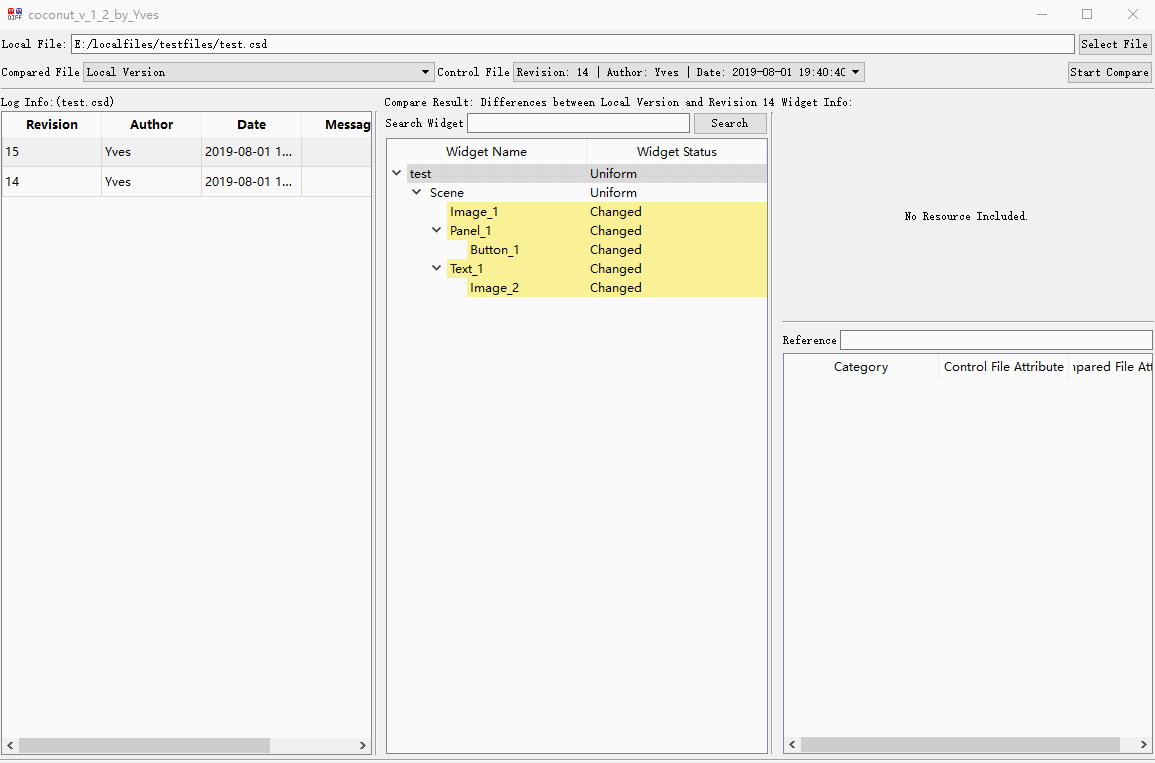 DIFF coconut_v_1_2_by_Yves
Local File: E:/localfiles/testfiles/test.csd Select File
Compared File Local Version Control File Revision: 14 | Author: Yves | Date: 2019-08-01 19:40:40 Start Compare
Log Info:(test.csd) Compare Result: Differences between Local Version and Revision 14 Widget Info:
Search Widget Search
Revision Author Date Messag
15 Yves 2019-08-01 1...
14 Yves 2019-08-01 1...
Widget Name Widget Status
test Uniform
Scene Uniform
Image_1 Changed
Panel_1 Changed
Button_1 Changed
Text_1 Changed
Image_2 Changed
No Resource Included.
Reference
Category Control File Attribute npared File Att